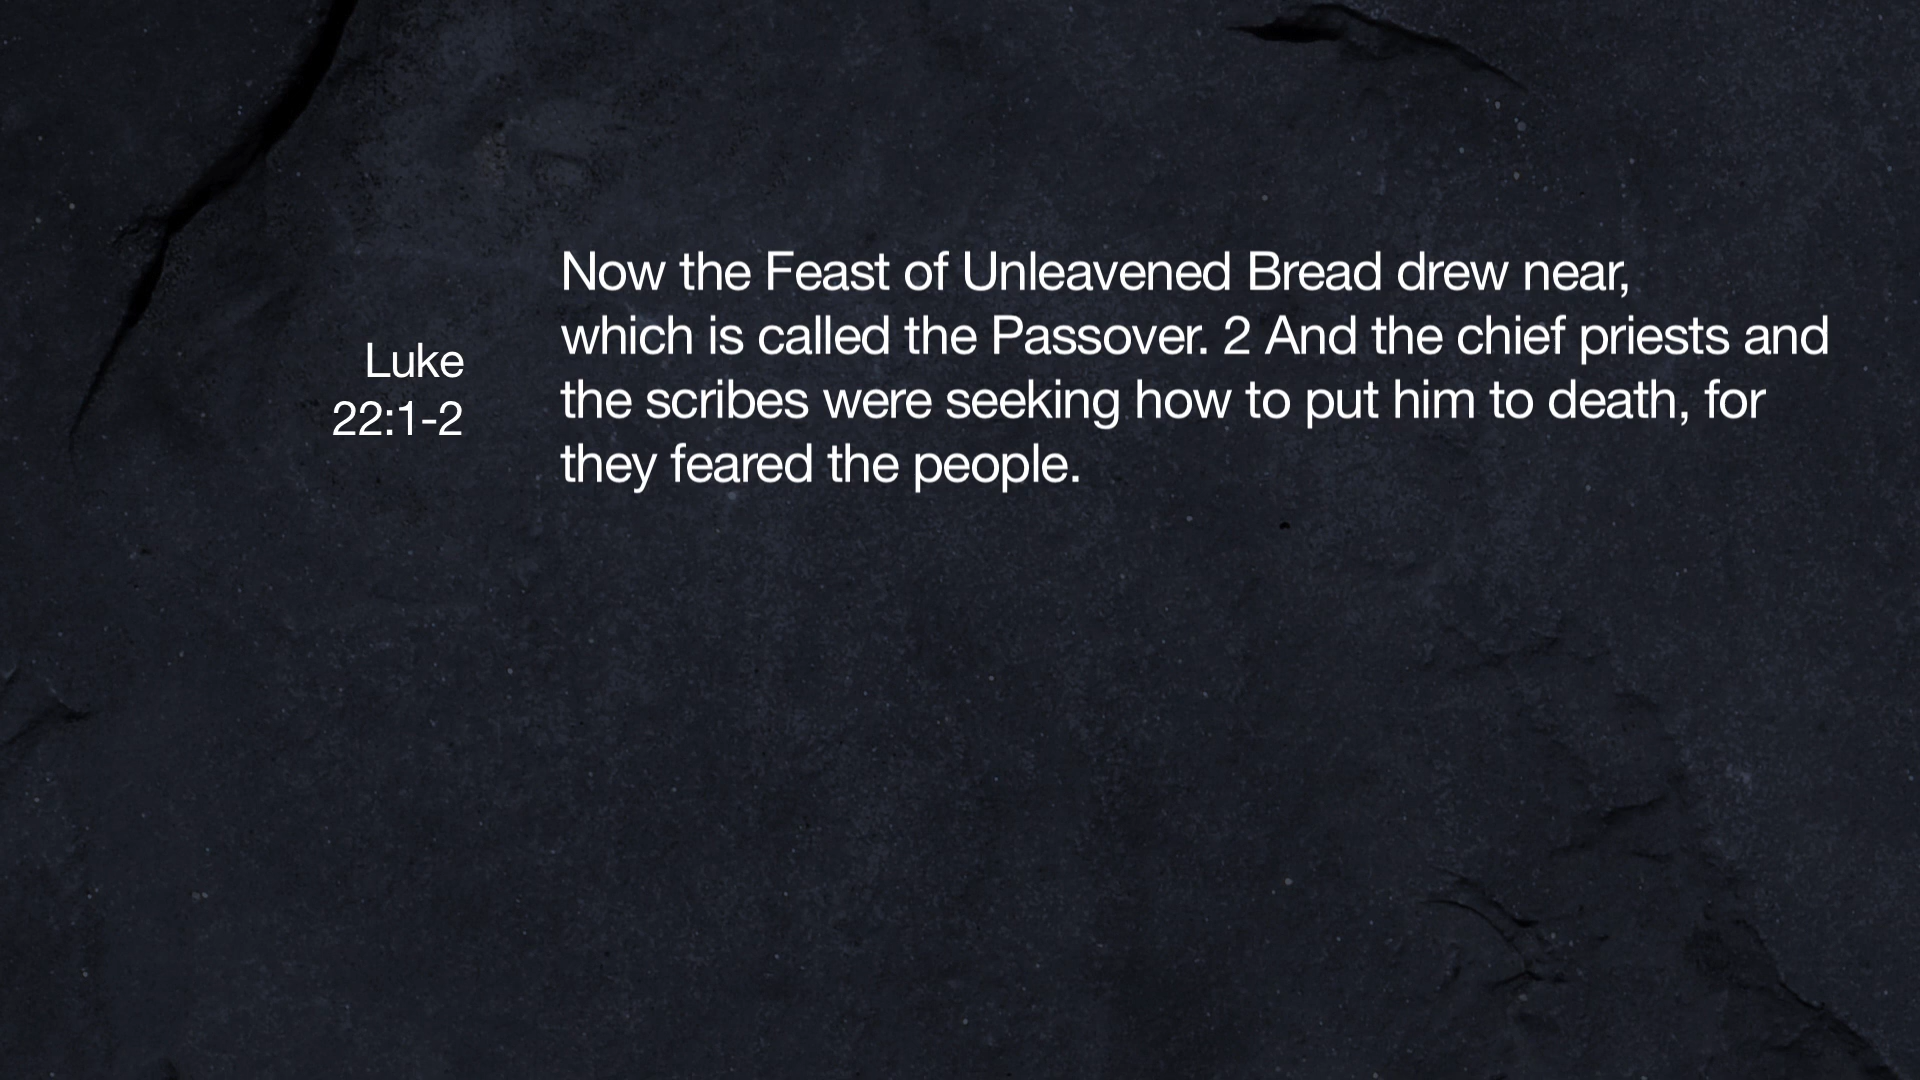 Luke
22:1-2
Now the Feast of Unleavened Bread drew near,
which is called the Passover. 2 And the chief priests and
the scribes were seeking how to put him to death, for
they feared the people.